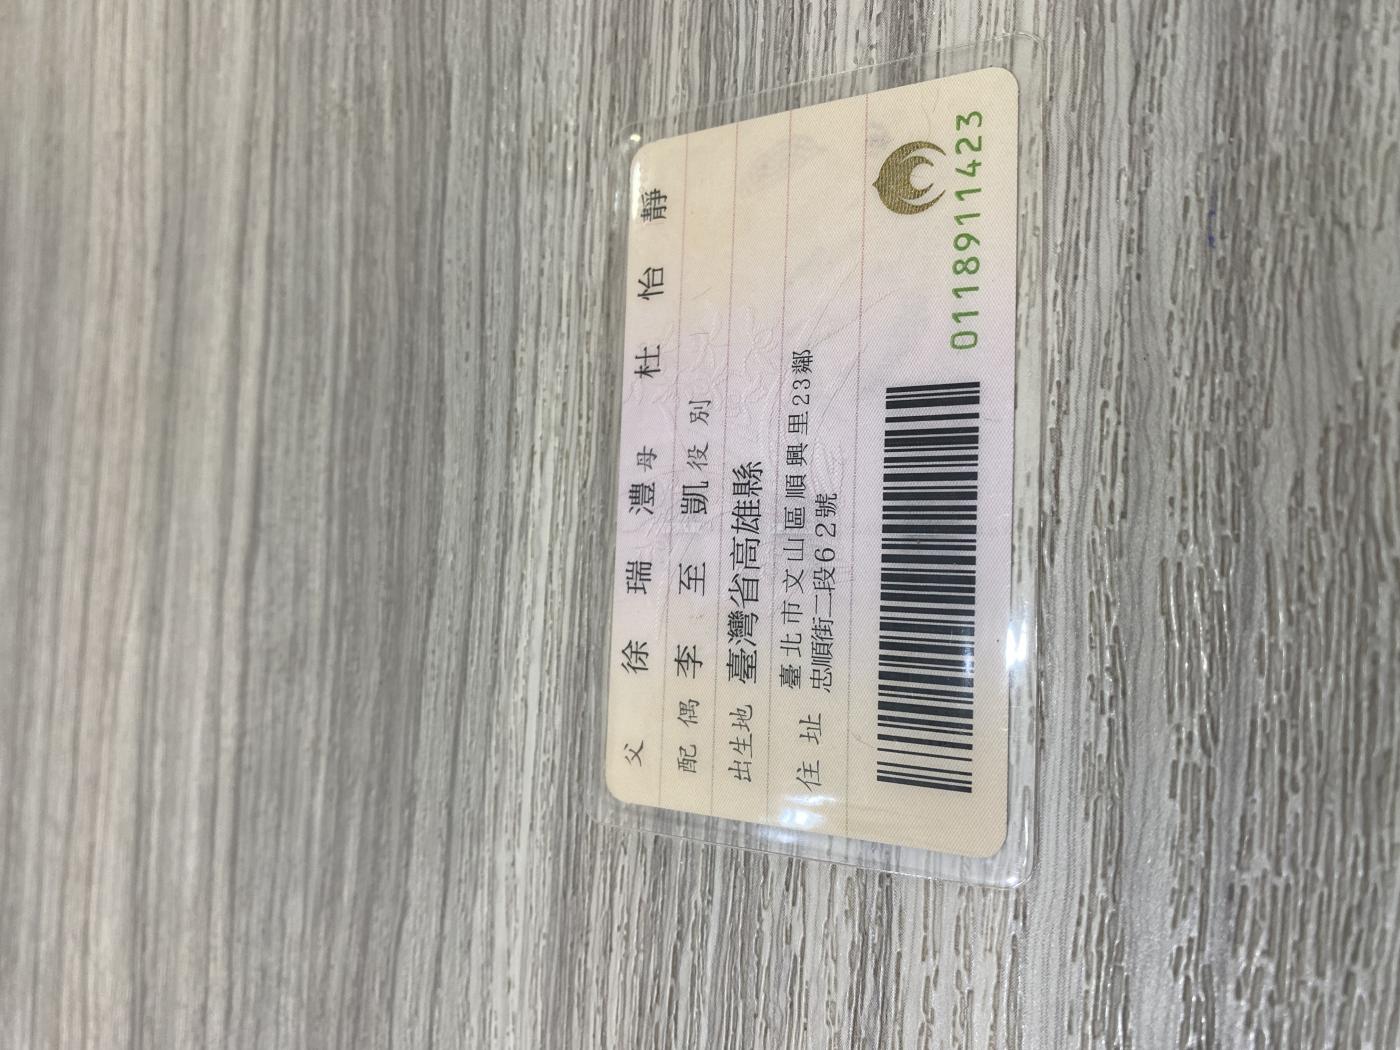 父 徐瑞灃 母 杜怡靜
配偶 李至凱 役別
出生地 臺灣省高雄縣
住址 臺北市文山區順興里23鄰
忠順街二段62號
0118911423